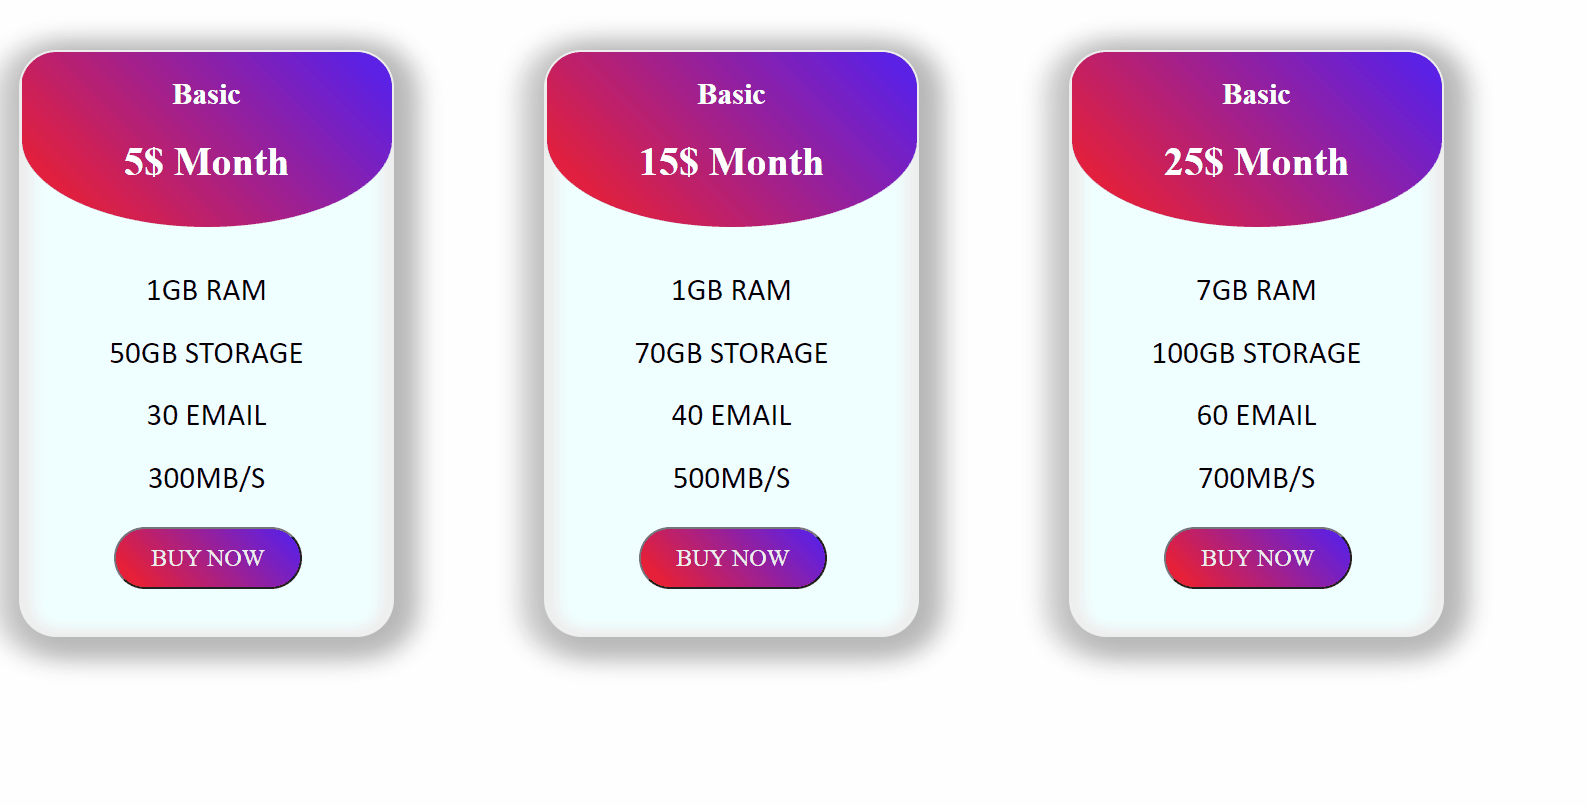 Basic
5$ Month
1GB RAM
50GB STORAGE
30 EMAIL
300MB/S
BUY NOW
Basic
15$ Month
1GB RAM
70GB STORAGE
40 EMAIL
500MB/S
BUY NOW
Basic
25$ Month
7GB RAM
100GB STORAGE
60 EMAIL
700MB/S
BUY NOW